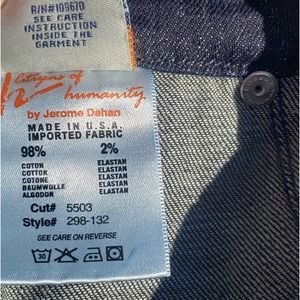 R/N#109670
SEE CARE
INSTRUCTION
INSIDE THE
GARMENT
Citizens of
humanity
by Jerome Dahan
MADE IN U.S.A.
IMPORTED FABRIC
98% 2%
COTON ELASTAN
COTTON ELASTAN
COTONE ELASTAN
BAUMWOLLE ELASTAN
ALGODON ELASTAN
Cut# 5503
Style# 298-132
SEE CARE ON REVERSE
30